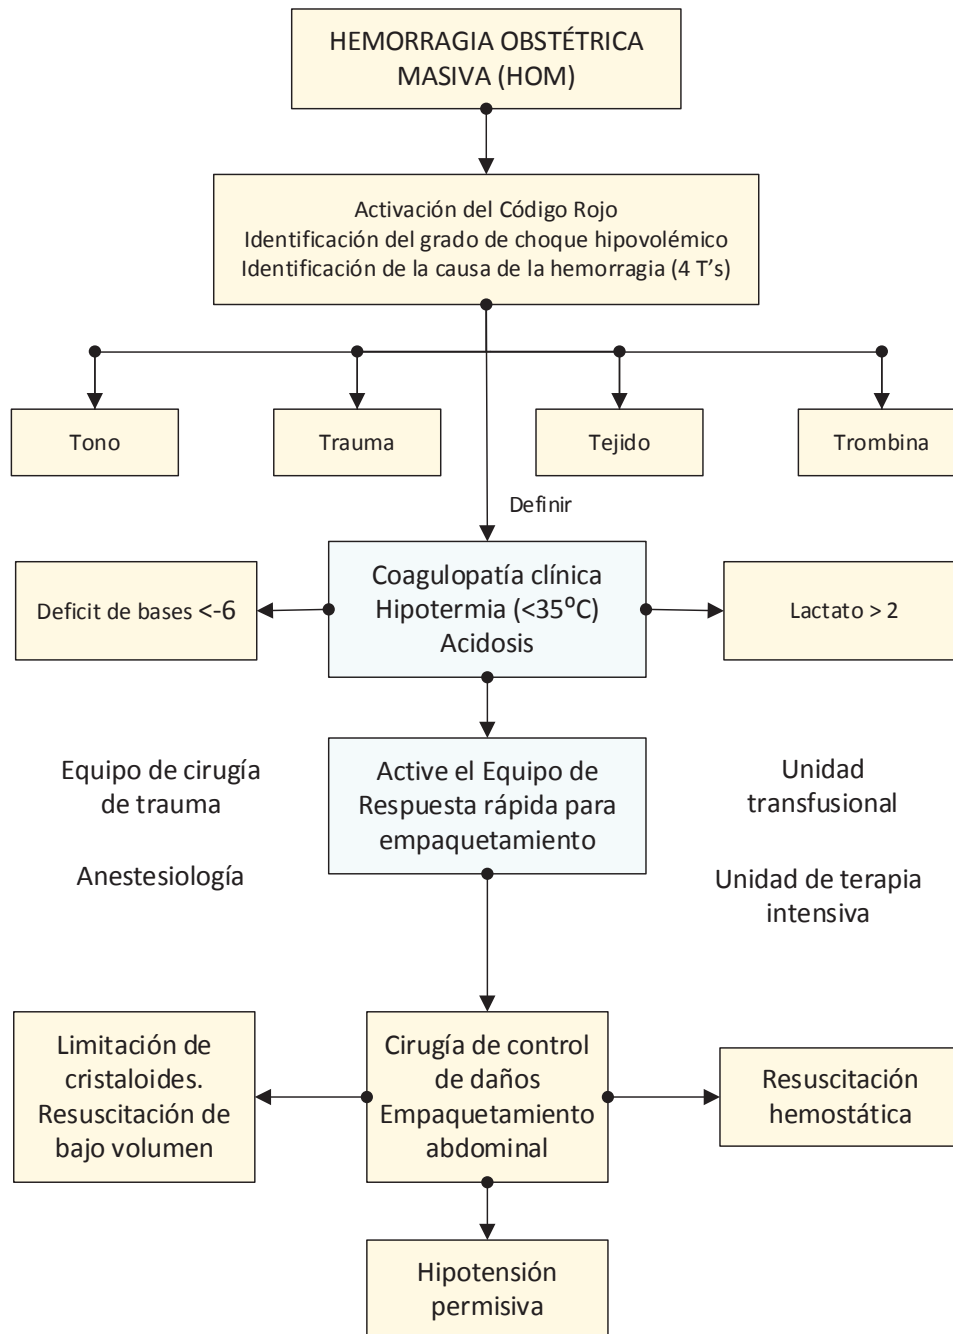 HEMORRAGIA OBSTÉTRICA
MASIVA (HOM)
Activación del Código Rojo
Identificación del grado de choque hipovolémico
Identificación de la causa de la hemorragia (4 T’s)
Tono
Trauma
Tejido
Trombina
Definir
Deficit de bases <-6
Coagulopatía clínica
Hipotermia (<35ºC)
Acidosis
Lactato > 2
Equipo de cirugía
de trauma
Anestesiología
Active el Equipo de
Respuesta rápida para
empaquetamiento
Unidad
transfusional
Unidad de terapia
intensiva
Limitación de
cristaloides.
Resuscitación de
bajo volumen
Cirugía de control
de daños
Empaquetamiento
abdominal
Resuscitación
hemostática
Hipotensión
permisiva